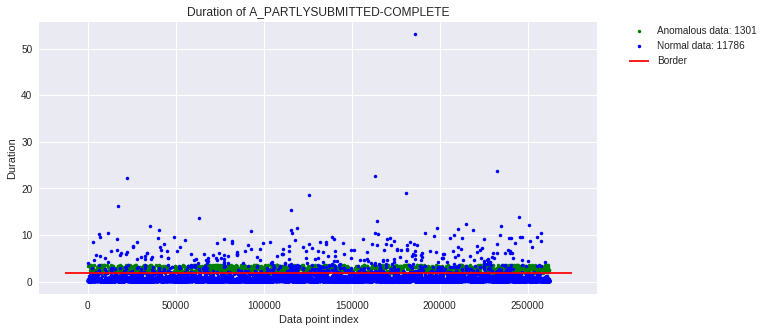 Duration of A_PARTLYSUBMITTED-COMPLETE
Anomalous data: 1301
Normal data: 11786
Border
50
40
30
20
10
0
Duration
0 50000 100000 150000 200000 250000
Data point index